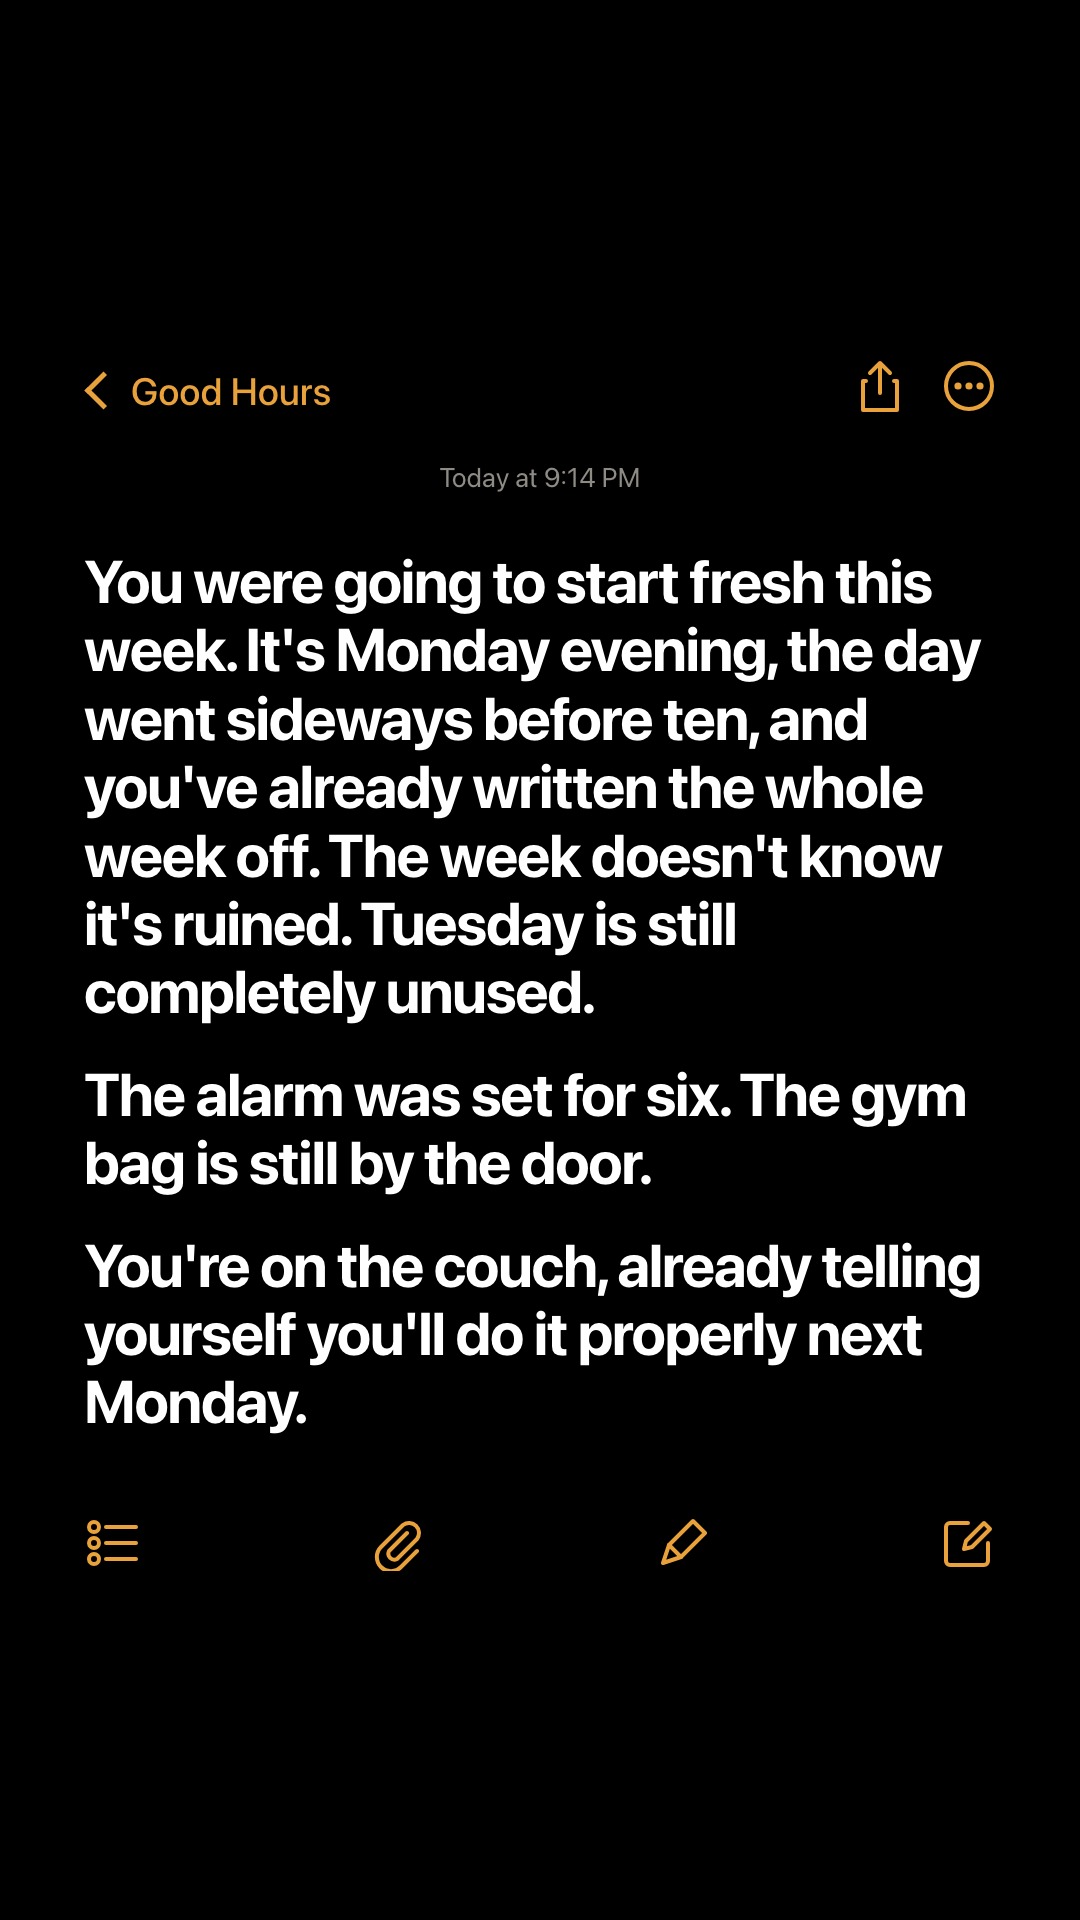 Good Hours
Today at 9:14 PM
You were going to start fresh this
week. It's Monday evening, the day
went sideways before ten, and
you've already written the whole
week off. The week doesn't know
it's ruined. Tuesday is still
completely unused.
The alarm was set for six. The gym
bag is still by the door.
You're on the couch, already telling
yourself you'll do it properly next
Monday.